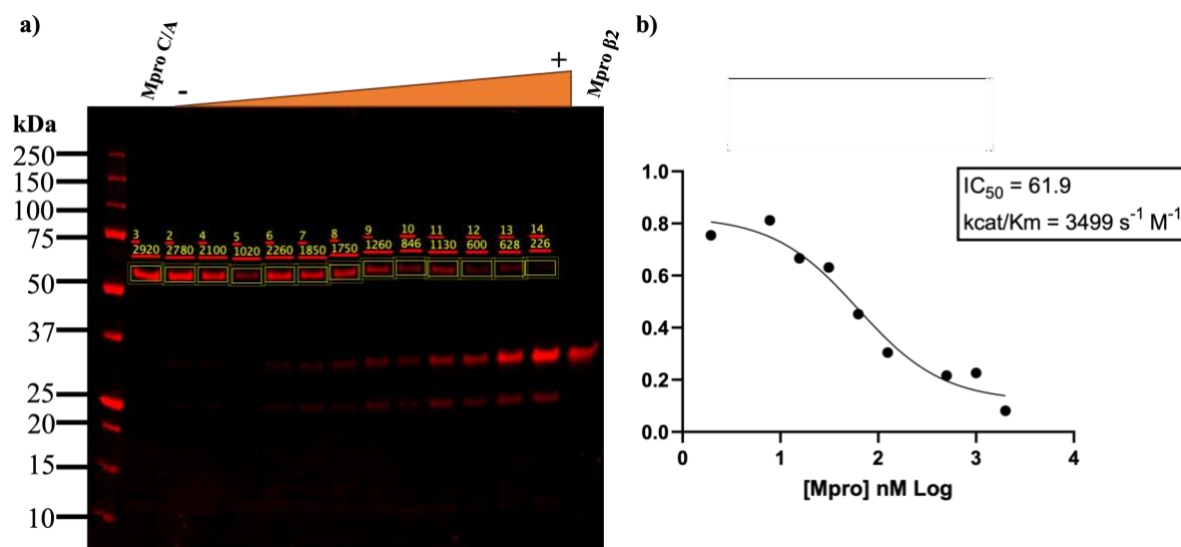 a)
Mpro C/A
-
+
Mpro β2
kDa
250
150
100
75
50
37
25
20
15
10
3 2 4 5 6 7 8 9 10 11 12 13 14
2920 2780 2100 1020 2260 1850 1750 1260 846 1130 600 628 226
b)
IC50 = 61.9
kcat/Km = 3499 s-1 M-1
1.0
0.8
0.6
0.4
0.2
0.0
0 1 2 3 4
[Mpro] nM Log